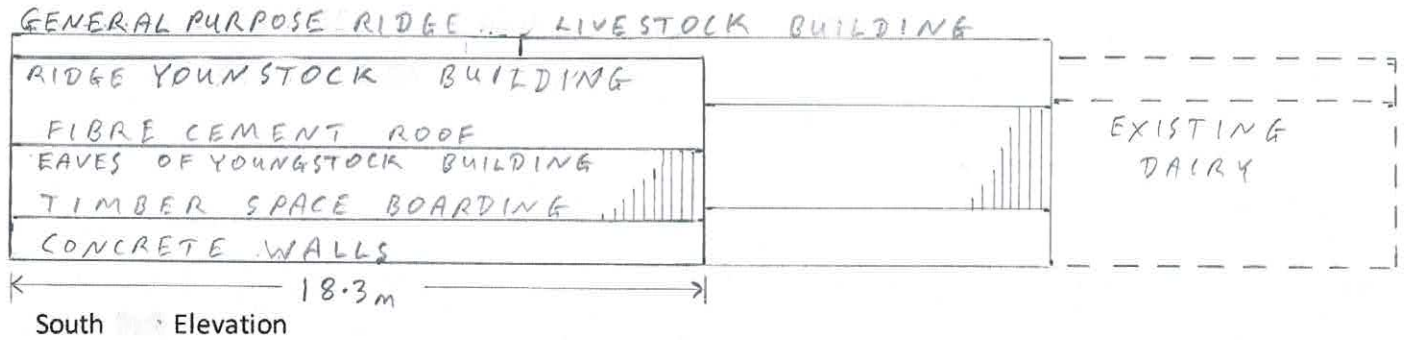 GENERAL PURPOSE RIDGE ... LIVESTOCK BUILDING
RIDGE YOUNSTOCK BUILDING
FIBRE CEMENT ROOF
EAVES OF YOUNGSTOCK BUILDING
TIMBER SPACE BOARDING
CONCRETE WALLS
EXISTING
DAIRY
18.3m
South Elevation